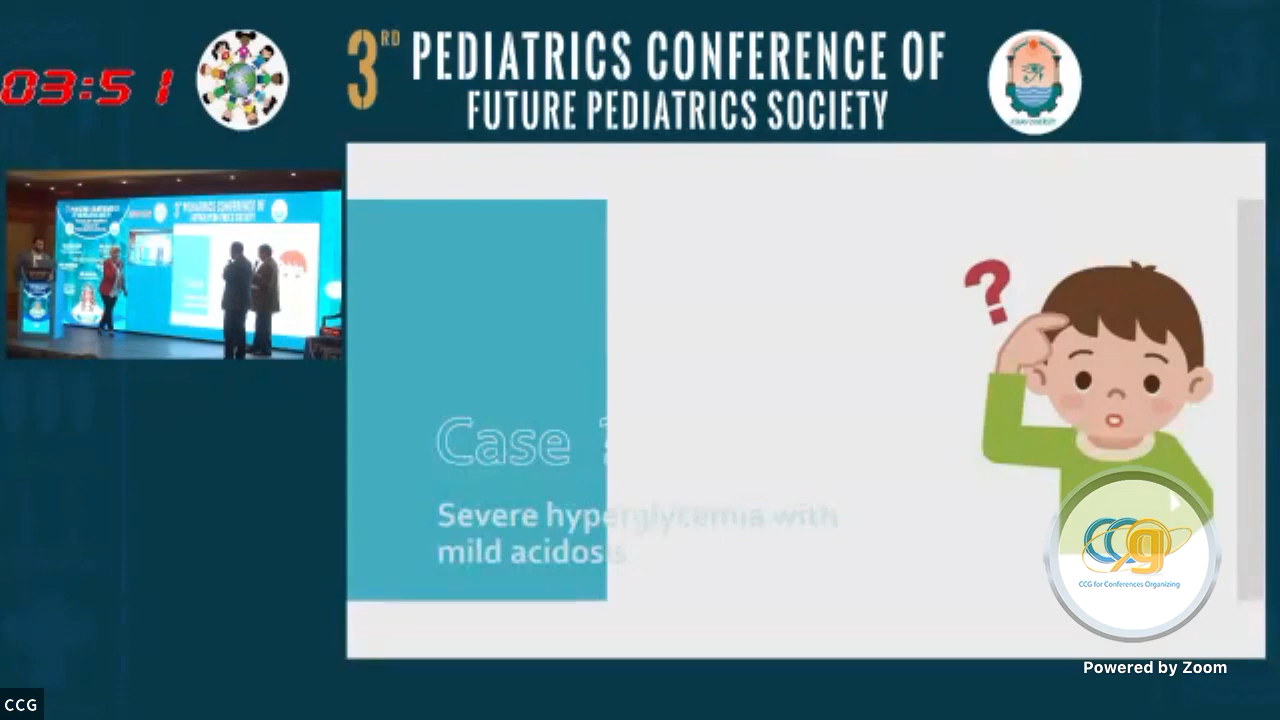 03:51
3RD PEDIATRICS CONFERENCE OF
FUTURE PEDIATRICS SOCIETY
?
Case ?
Severe hyperglycemia with
mild acidosis
CCG
CCG for Conferences Organizing
Powered by Zoom
CCG